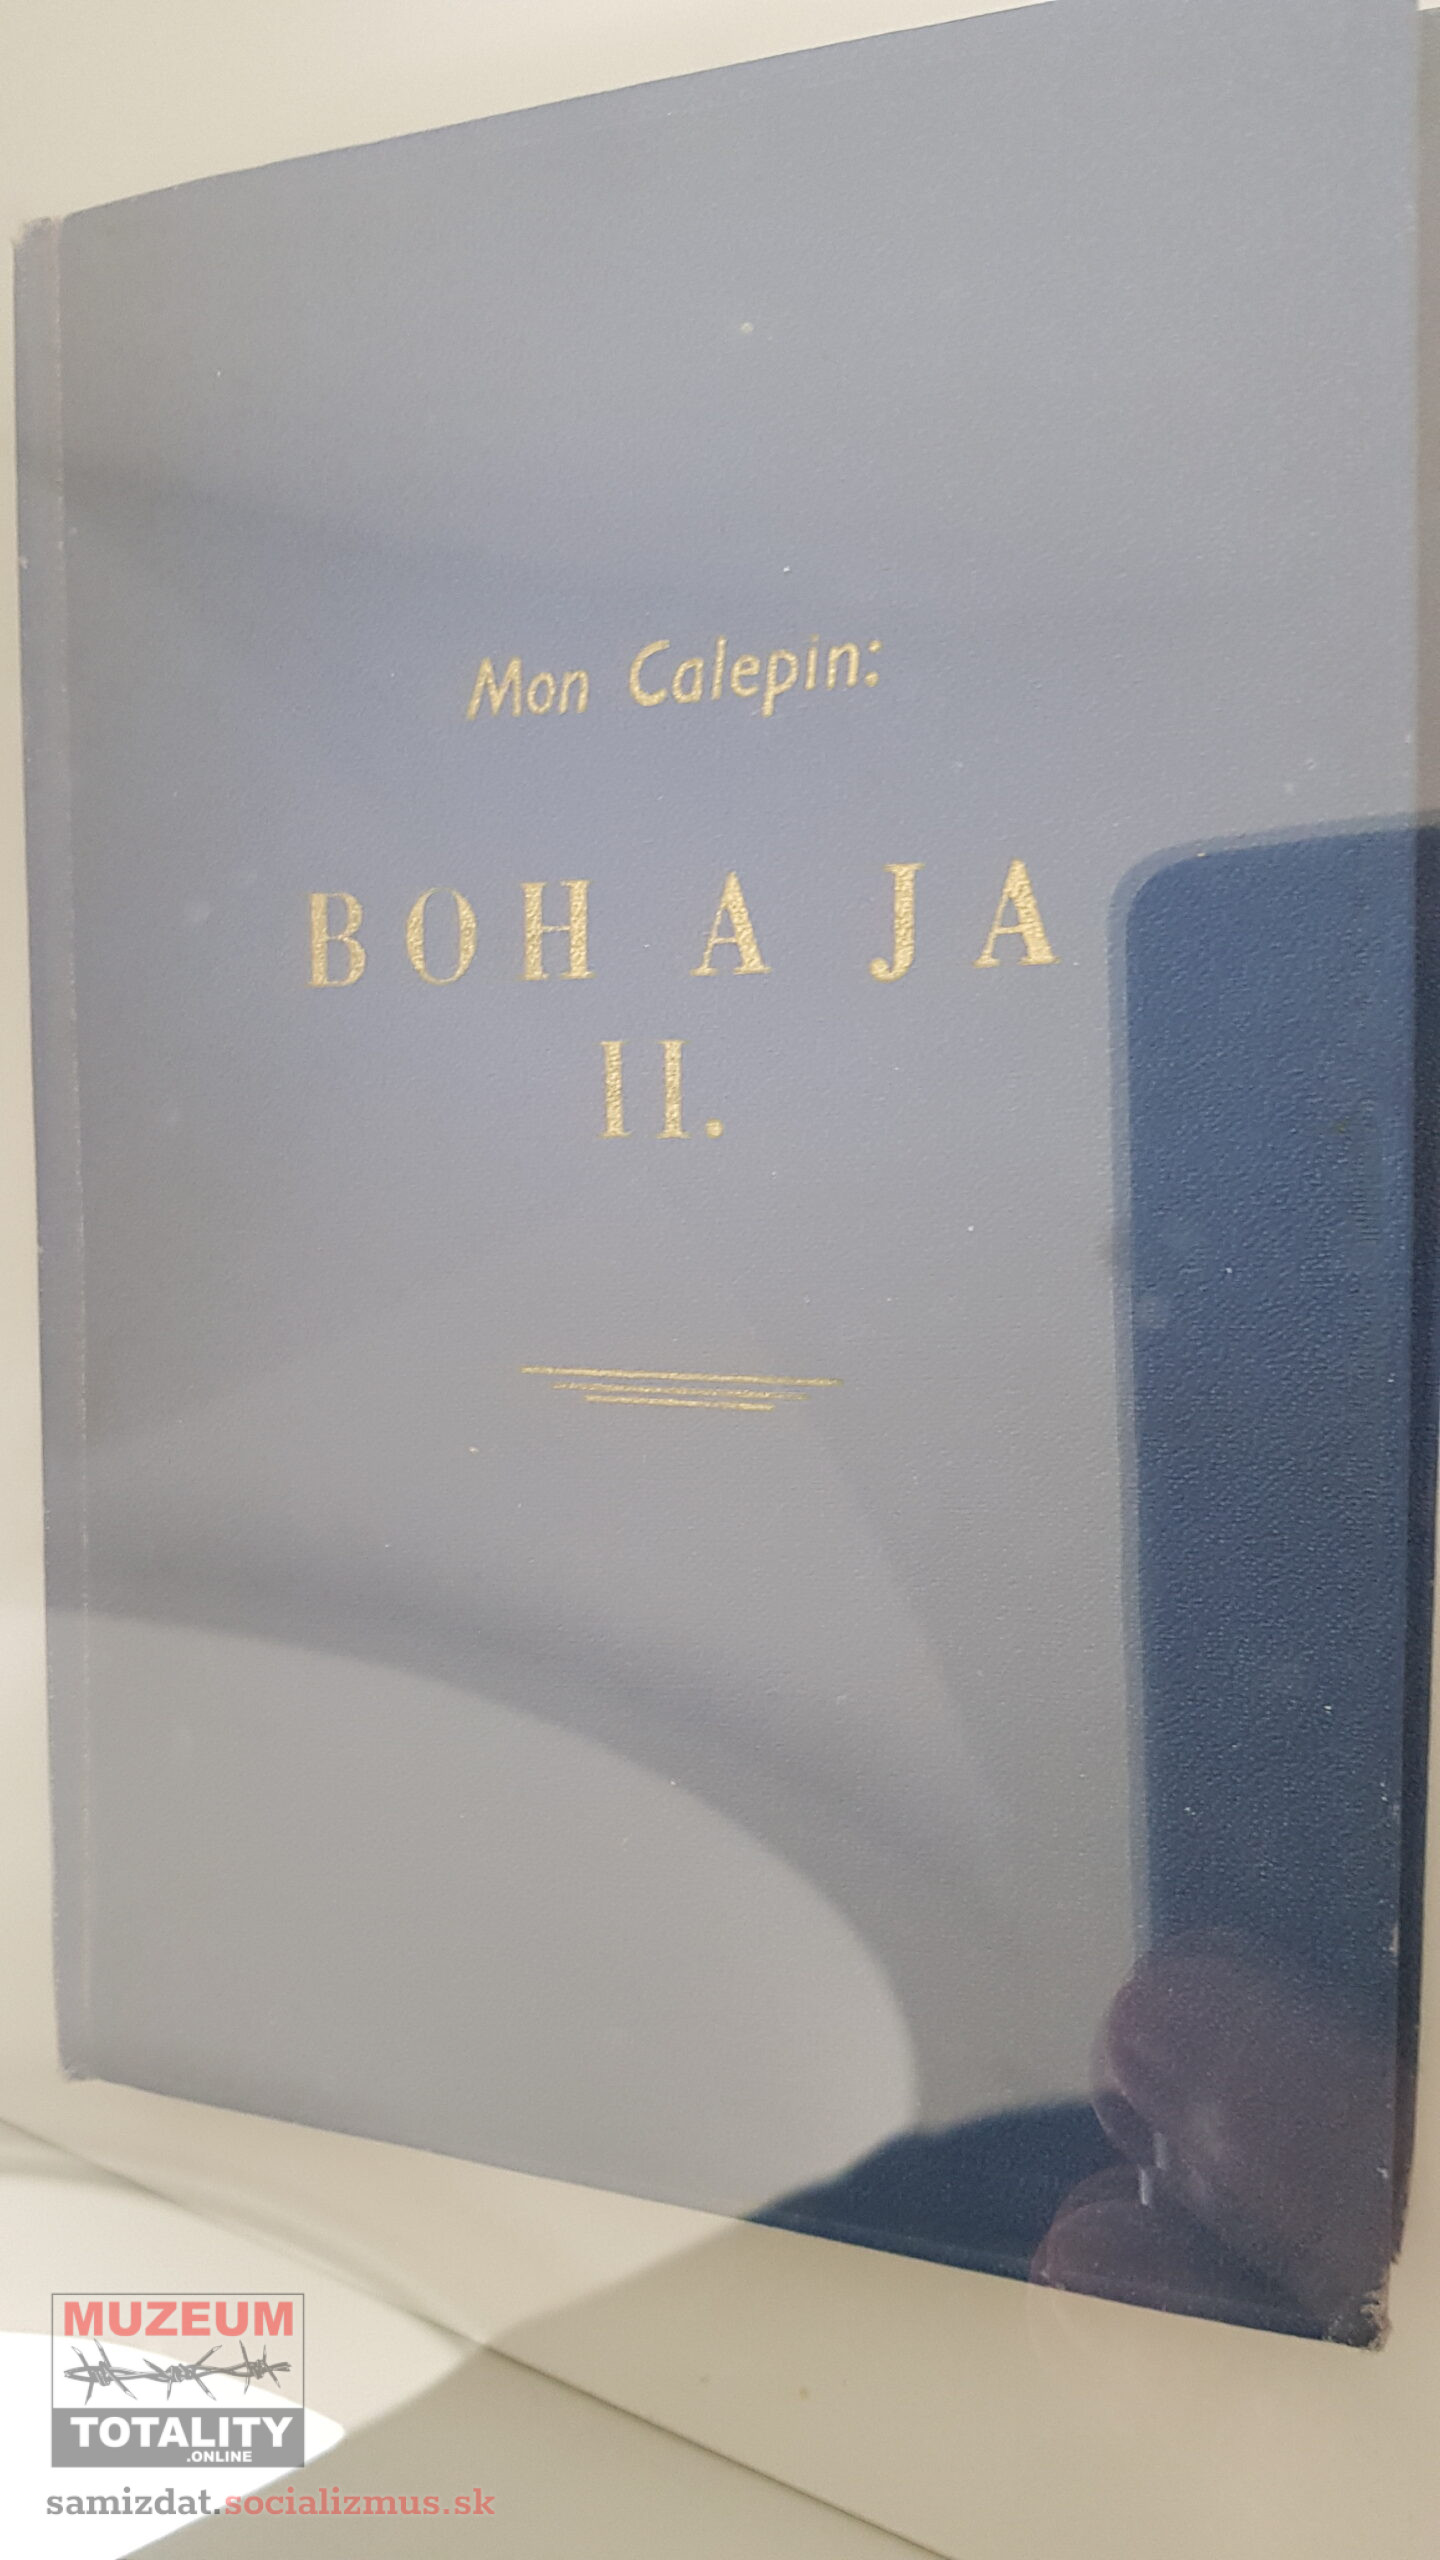 Mon Calepin:
BOH A JA
II.
MUZEUM
TOTALITY
.ONLINE
samizdat.socializmus.sk